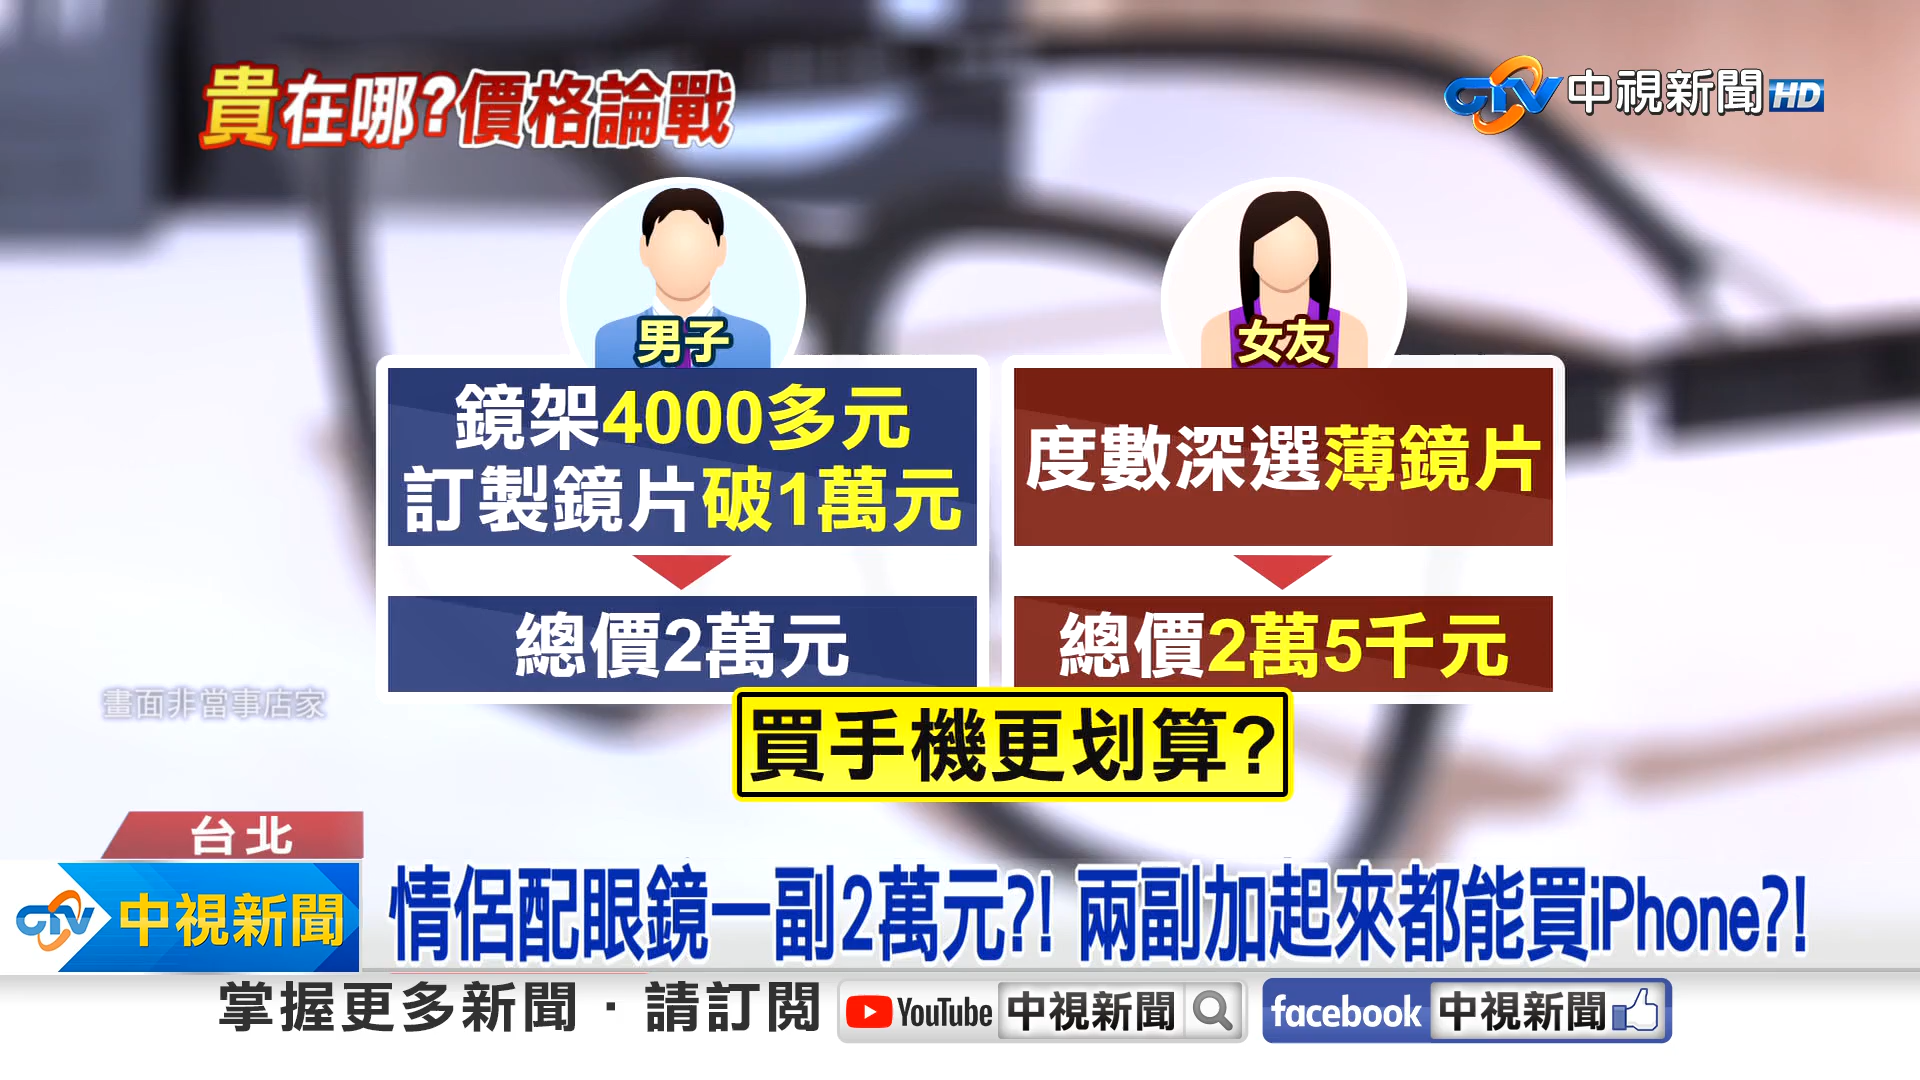 貴在哪?價格論戰
CTV中視新聞HD
男子
鏡架4000多元
訂製鏡片破1萬元
總價2萬元
女友
度數深選薄鏡片
總價2萬5千元
買手機更划算?
畫面非當事店家
台北
CTV中視新聞
情侶配眼鏡一副2萬元?! 兩副加起來都能買iPhone?!
掌握更多新聞·請訂閱 YouTube 中視新聞 facebook 中視新聞